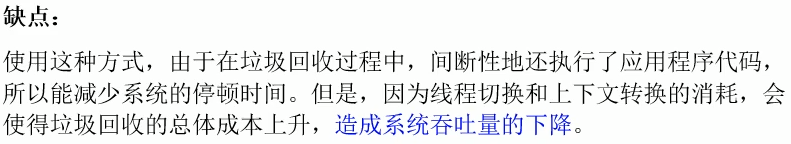 缺点：
使用这种方式，由于在垃圾回收过程中，间断性地还执行了应用程序代码，
所以能减少系统的停顿时间。但是，因为线程切换和上下文转换的消耗，会
使得垃圾回收的总体成本上升，造成系统吞吐量的下降。